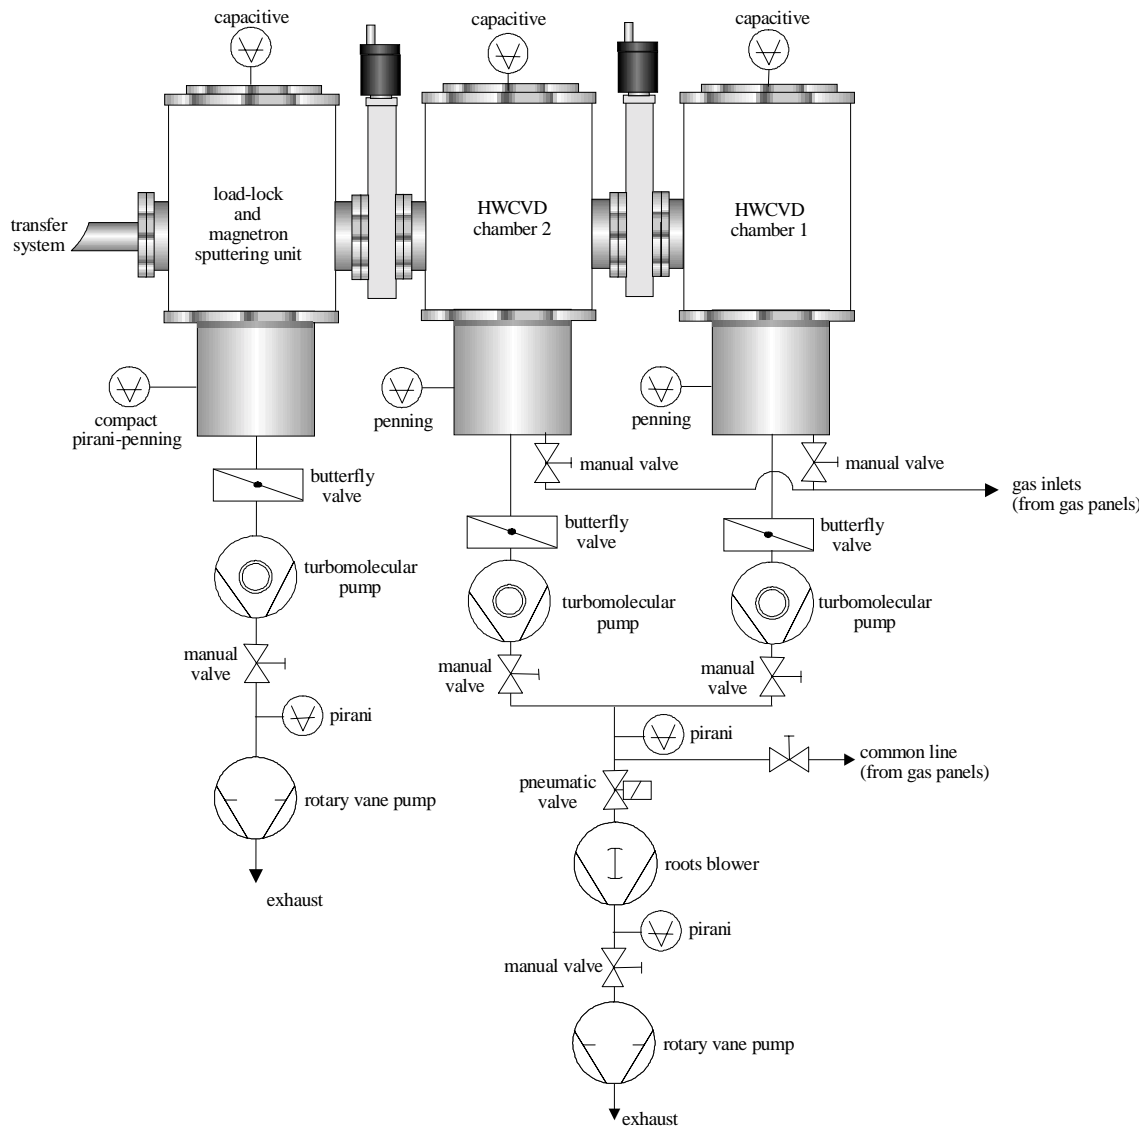 capacitive
capacitive
capacitive
load-lock
and
magnetron
sputtering unit
HWCVD
chamber 2
HWCVD
chamber 1
transfer
system
compact
pirani-penning
penning
penning
manual valve
manual valve
gas inlets
(from gas panels)
butterfly
valve
butterfly
valve
butterfly
valve
turbomolecular
pump
turbomolecular
pump
turbomolecular
pump
manual
valve
manual
valve
manual
valve
pirani
pirani
common line
(from gas panels)
pneumatic
valve
rotary vane pump
roots blower
exhaust
pirani
manual valve
rotary vane pump
exhaust